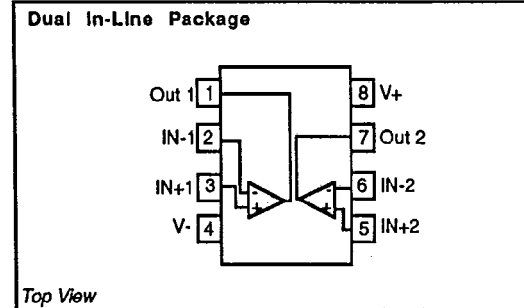 Dual In-Line Package
Out 1 1 8 V+
IN-1 2 7 Out 2
IN+1 3 6 IN-2
- -
+ +
V- 4 5 IN+2
Top View